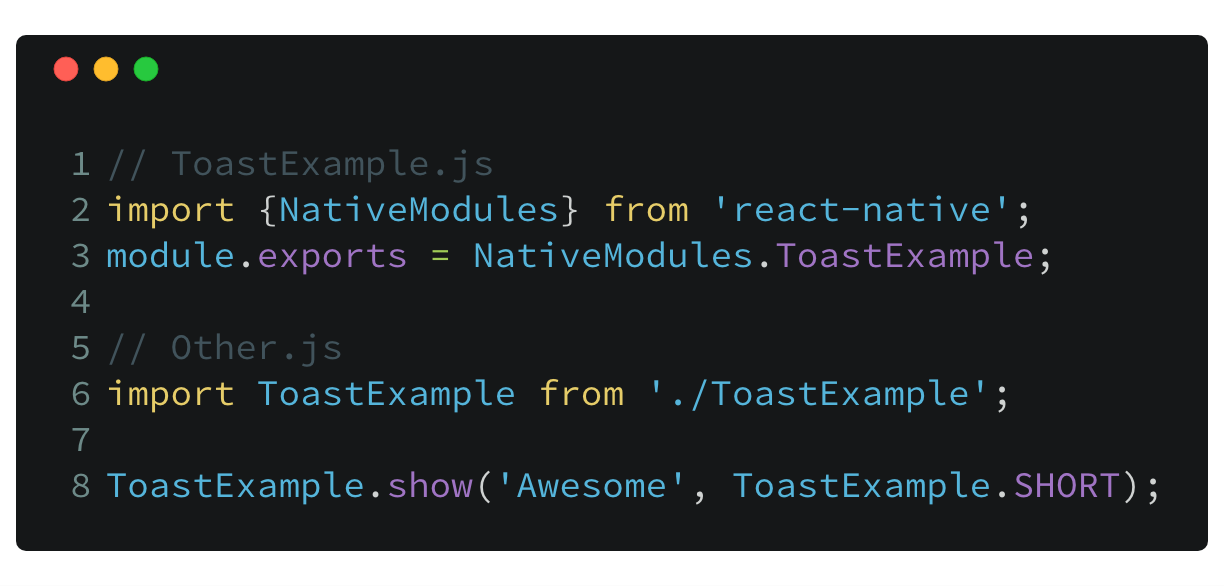 1 // ToastExample.js
2 import {NativeModules} from 'react-native';
3 module.exports = NativeModules.ToastExample;
4
5 // Other.js
6 import ToastExample from './ToastExample';
7
8 ToastExample.show('Awesome', ToastExample.SHORT);